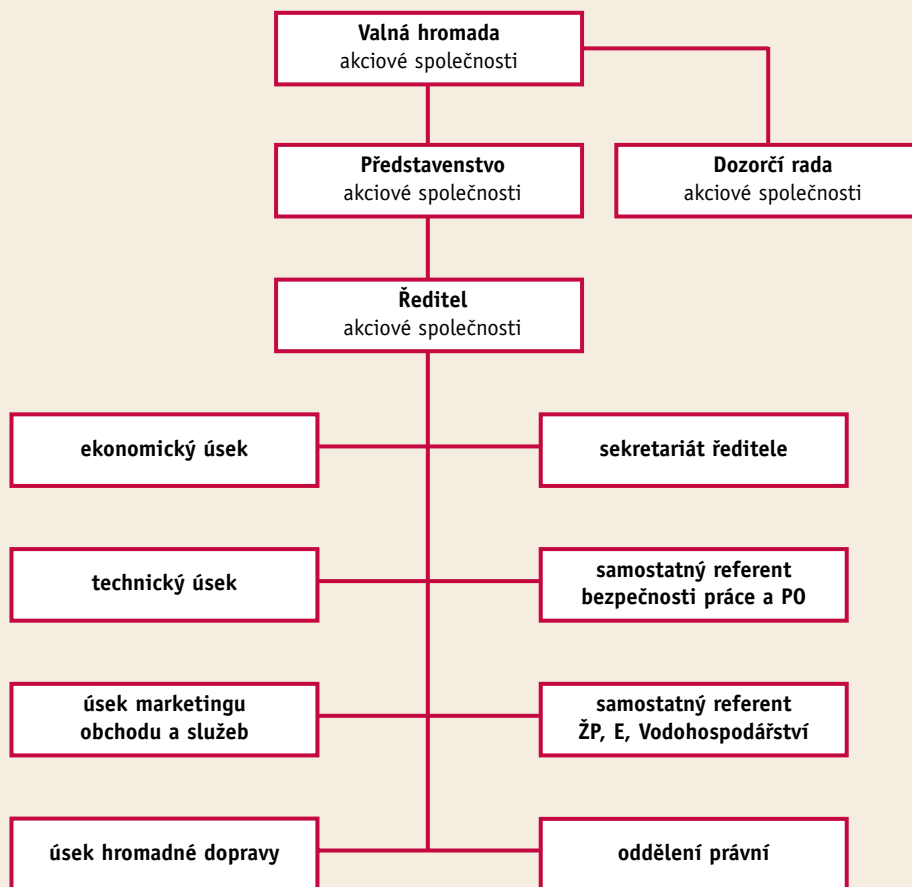 Valná hromada
akciové společnosti
Představenstvo
akciové společnosti
Dozorčí rada
akciové společnosti
Ředitel
akciové společnosti
ekonomický úsek
sekretariát ředitele
technický úsek
samostatný referent
bezpečnosti práce a PO
úsek marketingu
obchodu a služeb
samostatný referent
ŽP, E, Vodohospodářství
úsek hromadné dopravy
oddělení právní